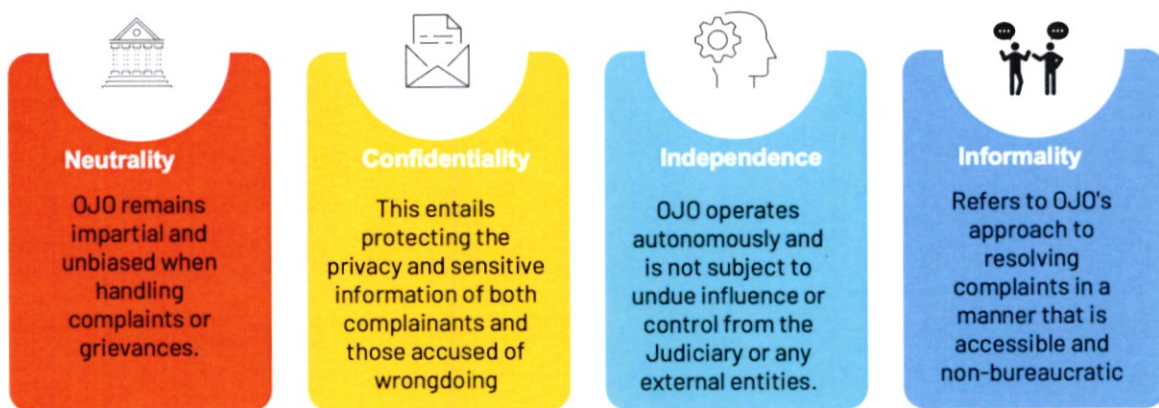 Neutrality
OJO remains
impartial and
unbiased when
handling
complaints or
grievances.
Confidentiality
This entails
protecting the
privacy and sensitive
information of both
complainants and
those accused of
wrongdoing
Independence
OJO operates
autonomously and
is not subject to
undue influence or
control from the
Judiciary or any
external entities.
Informality
Refers to OJO's
approach to
resolving
complaints in a
manner that is
accessible and
non-bureaucratic